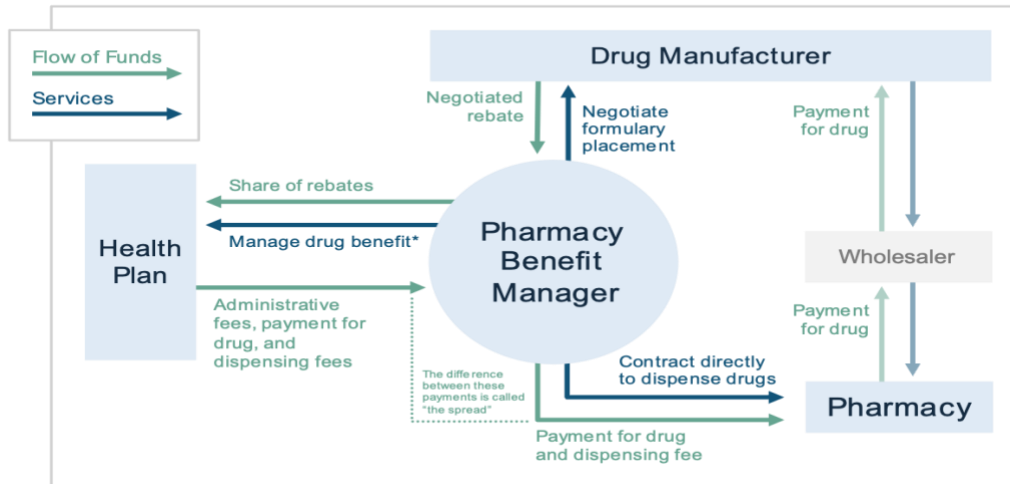 Flow of Funds
Services
Drug Manufacturer
Negotiated
rebate
Negotiate
formulary
placement
Payment
for drug
Share of rebates
Manage drug benefit*
Health
Plan
Pharmacy
Benefit
Manager
Wholesaler
Administrative
fees, payment for
drug, and
dispensing fees
Payment
for drug
The difference
between these
payments is called
"the spread"
Contract directly
to dispense drugs
Pharmacy
Payment for drug
and dispensing fee